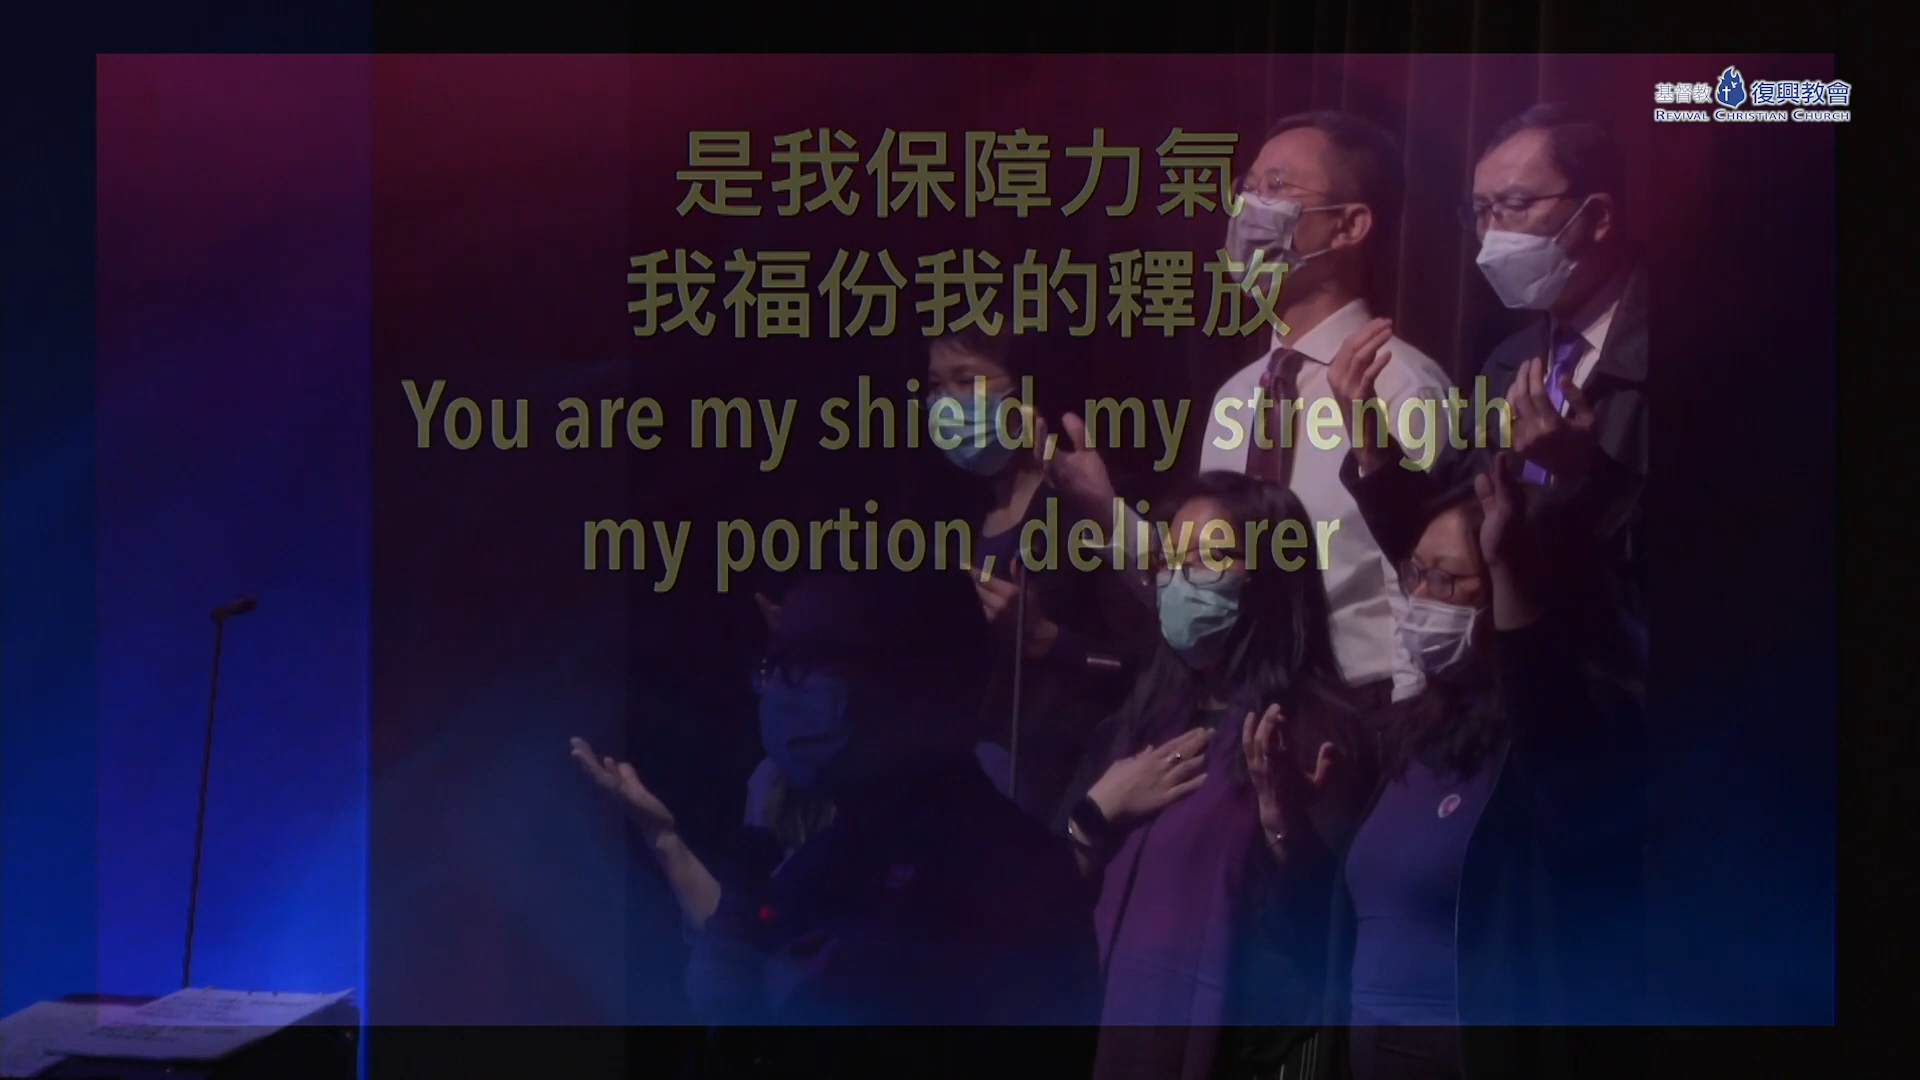 基督教 復興教會
REVIVAL CHRISTIAN CHURCH
是我保障力氣
我福份我的釋放
You are my shield, my strength
my portion, deliverer